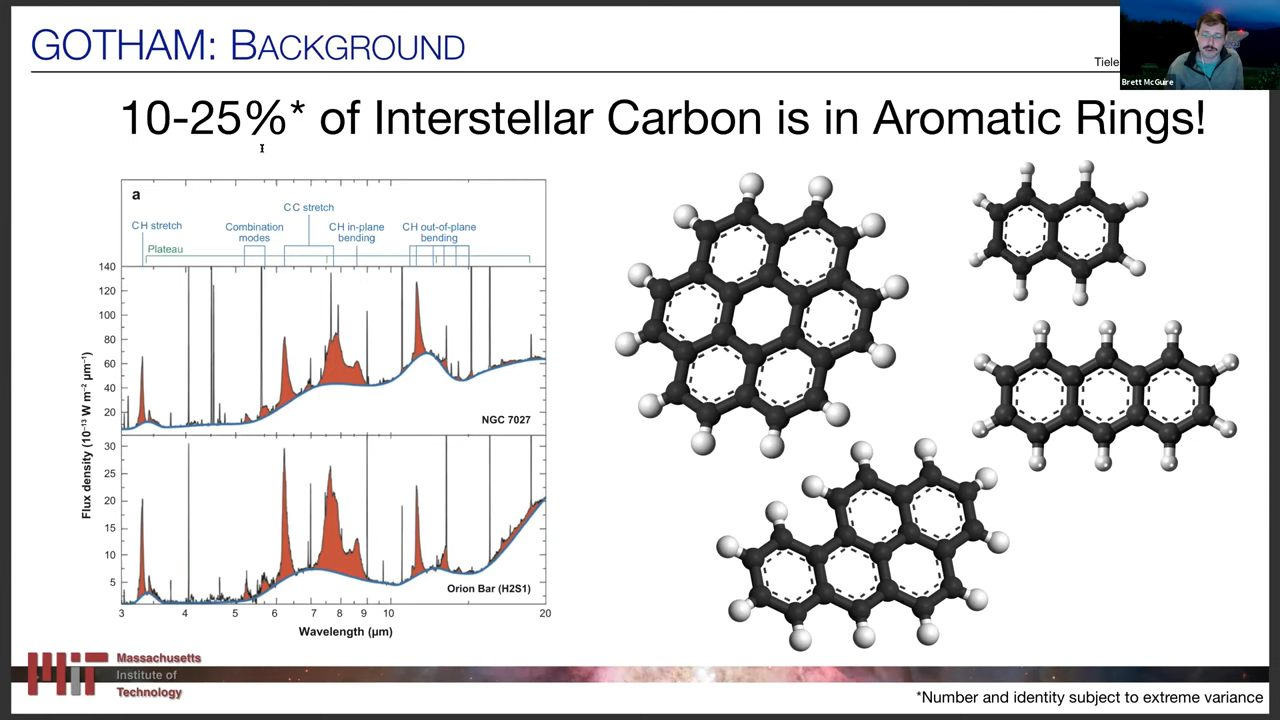 GOTHAM: BACKGROUND
Brett McGuire
10-25%* of Interstellar Carbon is in Aromatic Rings!
a
CC stretch
CH stretch
Combination modes
CH in-plane bending
CH out-of-plane bending
Plateau
140
120
100
80
60
40
20
NGC 7027
Flux density (10⁻¹³ W m⁻² μm⁻¹)
30
25
20
15
10
5
Orion Bar (H2S1)
3 4 5 6 7 8 9 10 20
Wavelength (μm)
MIT
Massachusetts
Institute of
Technology
*Number and identity subject to extreme variance